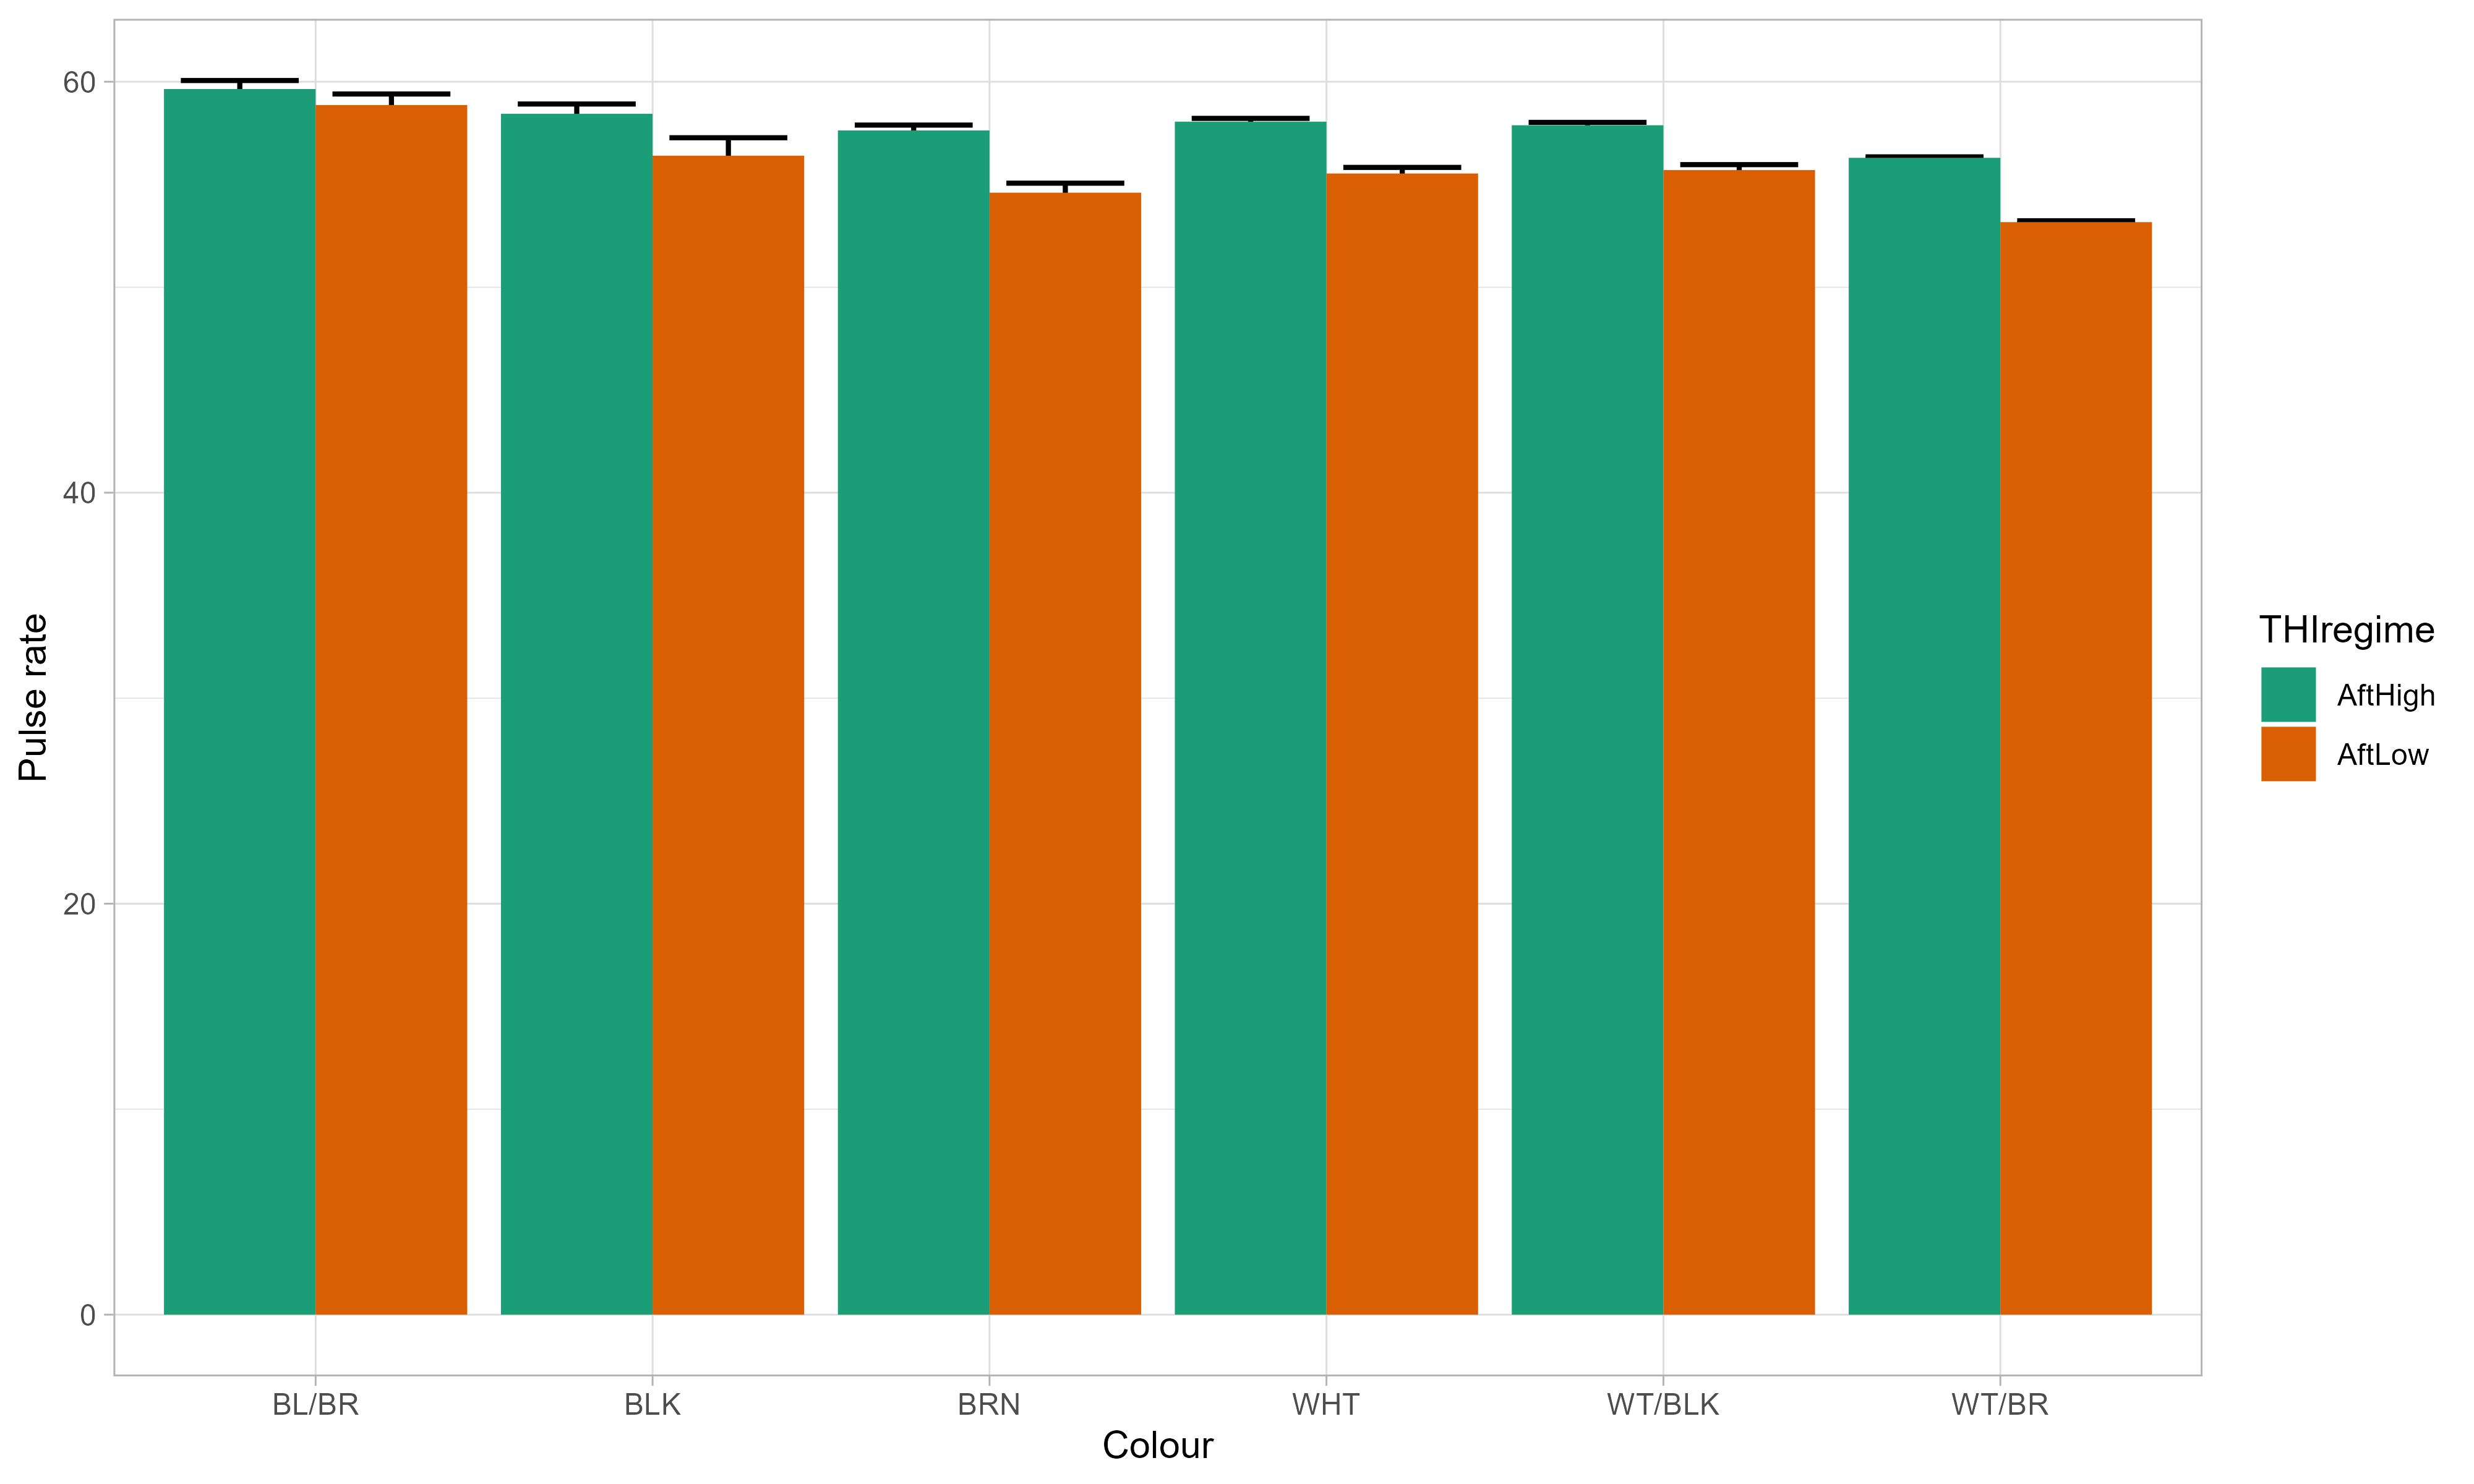 60
40
20
0
Pulse rate
BL/BR BLK BRN WHT WT/BLK WT/BR
Colour
THIregime
AftHigh
AftLow